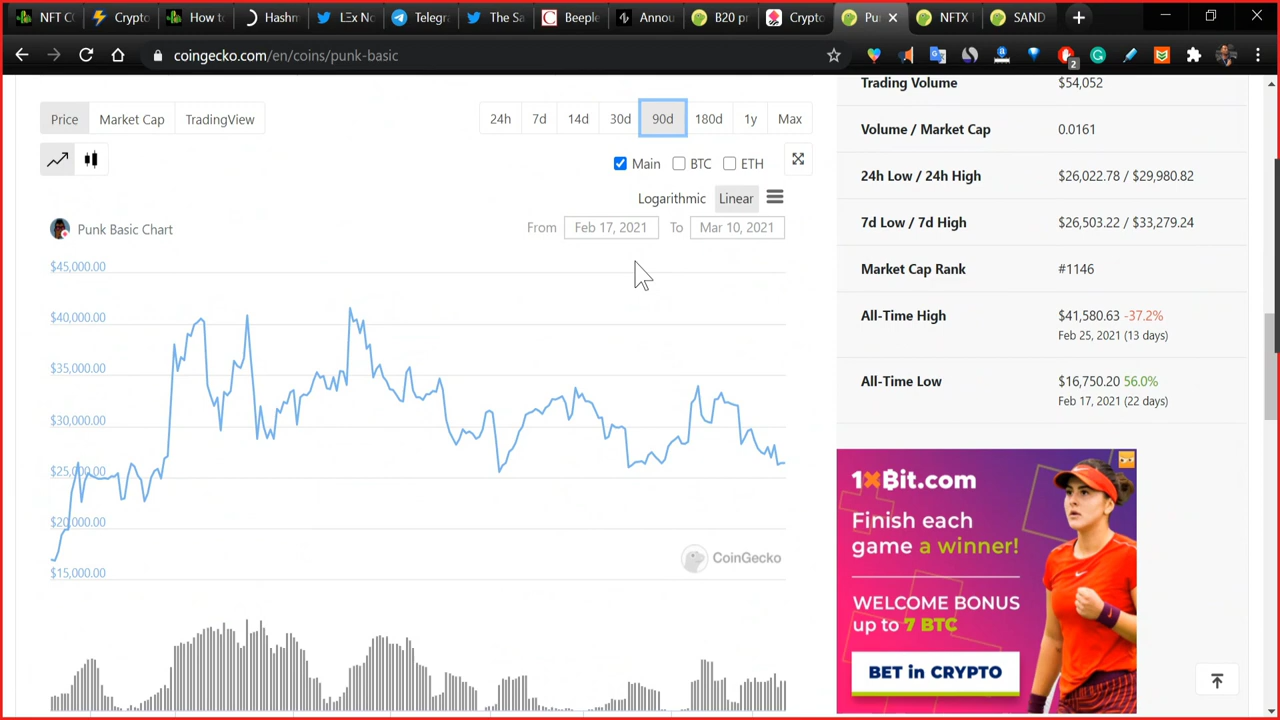 NFT C
Crypto
How to
Hashm
LΞx No
Telegra
The Sa
Beeple
Annou
B20 pr
Crypto
Pun
NFTX
SAND
coingecko.com/en/coins/punk-basic
2
Price
Market Cap
TradingView
24h
7d
14d
30d
90d
180d
1y
Max
Main
BTC
ETH
Logarithmic
Linear
Punk Basic Chart
From
Feb 17, 2021
To
Mar 10, 2021
$45,000.00
$40,000.00
$35,000.00
$30,000.00
$25,000.00
$20,000.00
$15,000.00
CoinGecko
Trading Volume
$54,052
Volume / Market Cap
0.0161
24h Low / 24h High
$26,022.78 / $29,980.82
7d Low / 7d High
$26,503.22 / $33,279.24
Market Cap Rank
#1146
All-Time High
$41,580.63 -37.2%
Feb 25, 2021 (13 days)
All-Time Low
$16,750.20 56.0%
Feb 17, 2021 (22 days)
1xBit.com
Finish each
game a winner!
WELCOME BONUS
up to 7 BTC
BET in CRYPTO